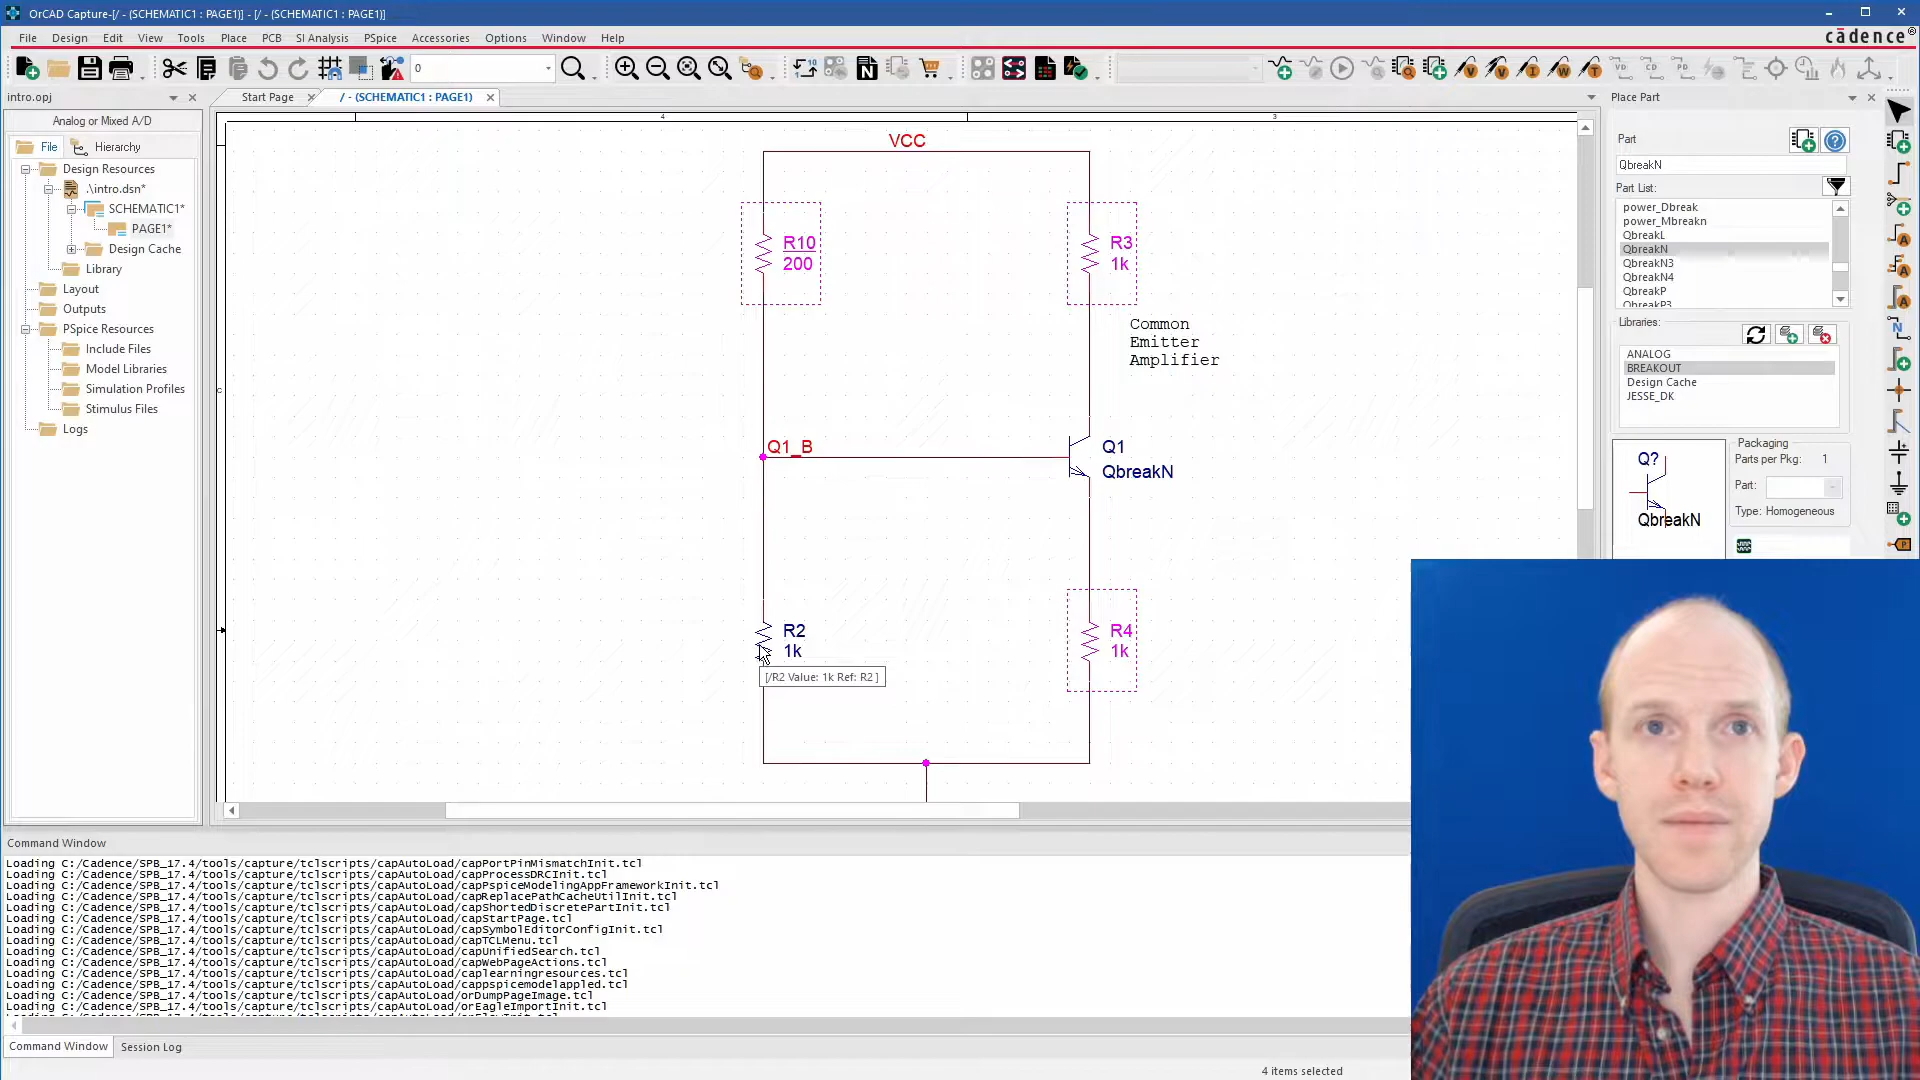 OrCAD Capture-[/ - (SCHEMATIC1 : PAGE1)] - [/ - (SCHEMATIC1 : PAGE1)]
File Design Edit View Tools Place PCB SI Analysis PSpice Accessories Options Window Help
cādence®
0
intro.opj
Start Page
/ - (SCHEMATIC1 : PAGE1)
Analog or Mixed A/D
File
Hierarchy
Design Resources
.\intro.dsn*
SCHEMATIC1*
PAGE1*
Design Cache
Library
Layout
Outputs
PSpice Resources
Include Files
Model Libraries
Simulation Profiles
Stimulus Files
Logs
4
3
C
VCC
R10
200
R3
1k
Common
Emitter
Amplifier
Q1_B
Q1
QbreakN
R2
1k
[/R2 Value: 1k Ref: R2 ]
R4
1k
Place Part
Part
QbreakN
Part List:
power_Dbreak
power_Mbreakn
QbreakL
QbreakN
QbreakN3
QbreakN4
QbreakP
QbreakP3
Libraries:
ANALOG
BREAKOUT
Design Cache
JESSE_DK
Q?
QbreakN
Packaging
Parts per Pkg: 1
Part:
Type: Homogeneous
Command Window
Loading C:/Cadence/SPB_17.4/tools/capture/tclscripts/capAutoLoad/capPortPinMismatchInit.tcl
Loading C:/Cadence/SPB_17.4/tools/capture/tclscripts/capAutoLoad/capProcessDRCInit.tcl
Loading C:/Cadence/SPB_17.4/tools/capture/tclscripts/capAutoLoad/capPspiceModelingAppFrameworkInit.tcl
Loading C:/Cadence/SPB_17.4/tools/capture/tclscripts/capAutoLoad/capReplacePathCacheUtilInit.tcl
Loading C:/Cadence/SPB_17.4/tools/capture/tclscripts/capAutoLoad/capShortedDiscretePartInit.tcl
Loading C:/Cadence/SPB_17.4/tools/capture/tclscripts/capAutoLoad/capStartPage.tcl
Loading C:/Cadence/SPB_17.4/tools/capture/tclscripts/capAutoLoad/capSymbolEditorConfigInit.tcl
Loading C:/Cadence/SPB_17.4/tools/capture/tclscripts/capAutoLoad/capTCLMenu.tcl
Loading C:/Cadence/SPB_17.4/tools/capture/tclscripts/capAutoLoad/capUnifiedSearch.tcl
Loading C:/Cadence/SPB_17.4/tools/capture/tclscripts/capAutoLoad/capWebPageActions.tcl
Loading C:/Cadence/SPB_17.4/tools/capture/tclscripts/capAutoLoad/caplearningresources.tcl
Loading C:/Cadence/SPB_17.4/tools/capture/tclscripts/capAutoLoad/cappspicemodelappled.tcl
Loading C:/Cadence/SPB_17.4/tools/capture/tclscripts/capAutoLoad/orDumpPageImage.tcl
Loading C:/Cadence/SPB_17.4/tools/capture/tclscripts/capAutoLoad/orEagleImportInit.tcl
Command Window
Session Log
4 items selected